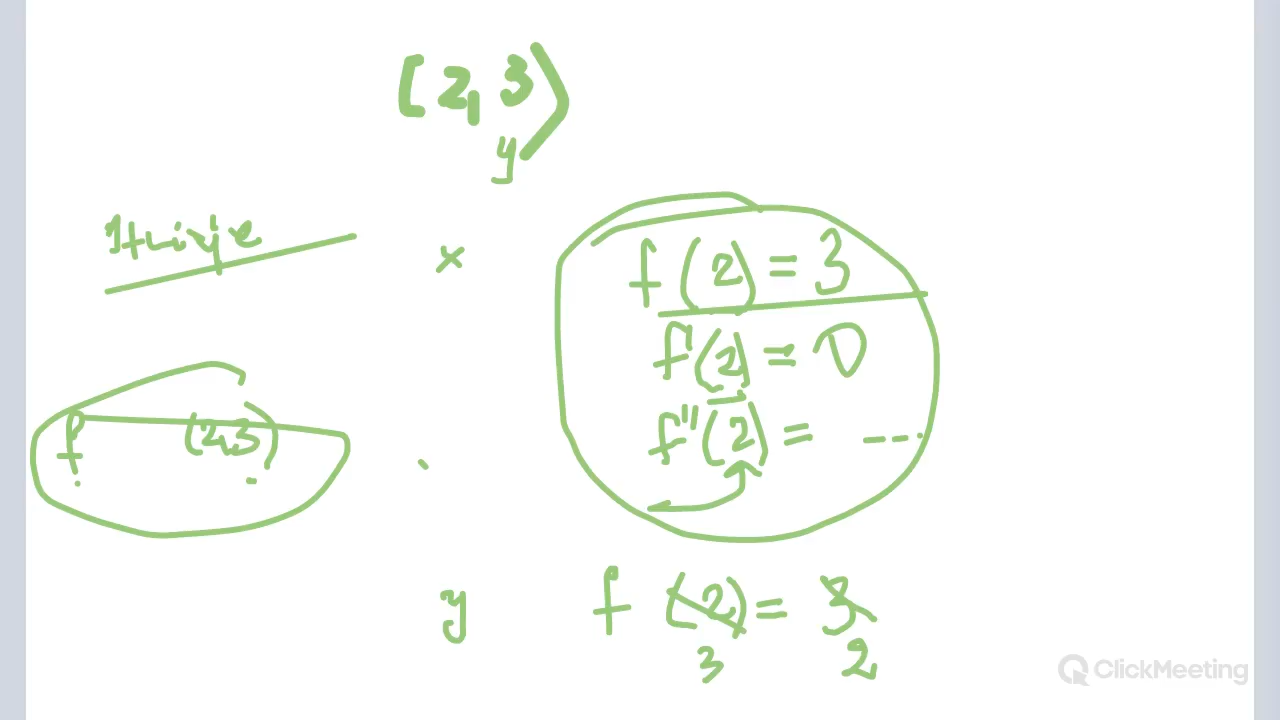 [2, 3)
y
x
f (2) = 3
f'(2) = 0
f''(2) = ---.
f (2,3)
y f (2) = 3
3 2
ClickMeeting